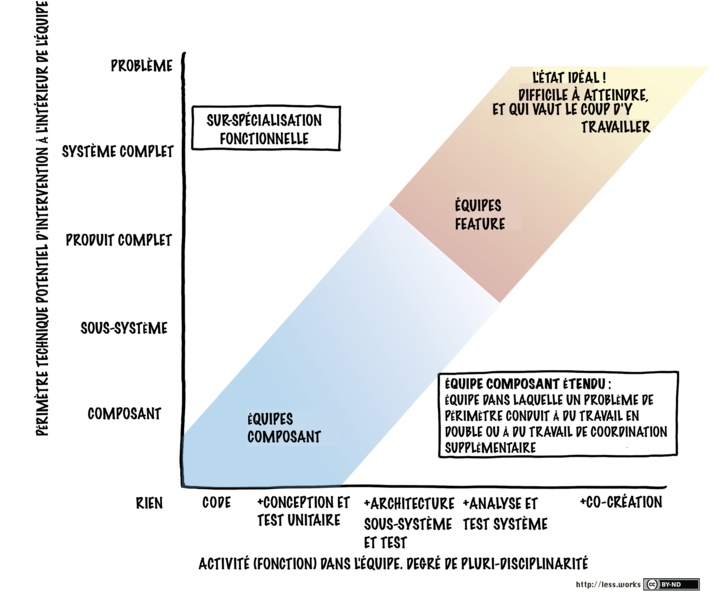 PÉRIMÈTRE TECHNIQUE POTENTIEL D'INTERVENTION À L'INTÉRIEUR DE L'ÉQUIPE
PROBLÈME
SYSTÈME COMPLET
PRODUIT COMPLET
SOUS-SYSTÈME
COMPOSANT
RIEN
SUR-SPÉCIALISATION
FONCTIONNELLE
L'ÉTAT IDÉAL !
DIFFICILE À ATTEINDRE,
ET QUI VAUT LE COUP D'Y
TRAVAILLER
ÉQUIPES
FEATURE
ÉQUIPES
COMPOSANT
ÉQUIPE COMPOSANT ÉTENDU :
ÉQUIPE DANS LAQUELLE UN PROBLÈME DE
PÉRIMÈTRE CONDUIT À DU TRAVAIL EN
DOUBLE OU À DU TRAVAIL DE COORDINATION
SUPPLÉMENTAIRE
CODE
+CONCEPTION ET
TEST UNITAIRE
+ARCHITECTURE
SOUS-SYSTÈME
ET TEST
+ANALYSE ET
TEST SYSTÈME
+CO-CRÉATION
ACTIVITÉ (FONCTION) DANS L'ÉQUIPE. DEGRÉ DE PLURI-DISCIPLINARITÉ
http://less.works cc BY-ND